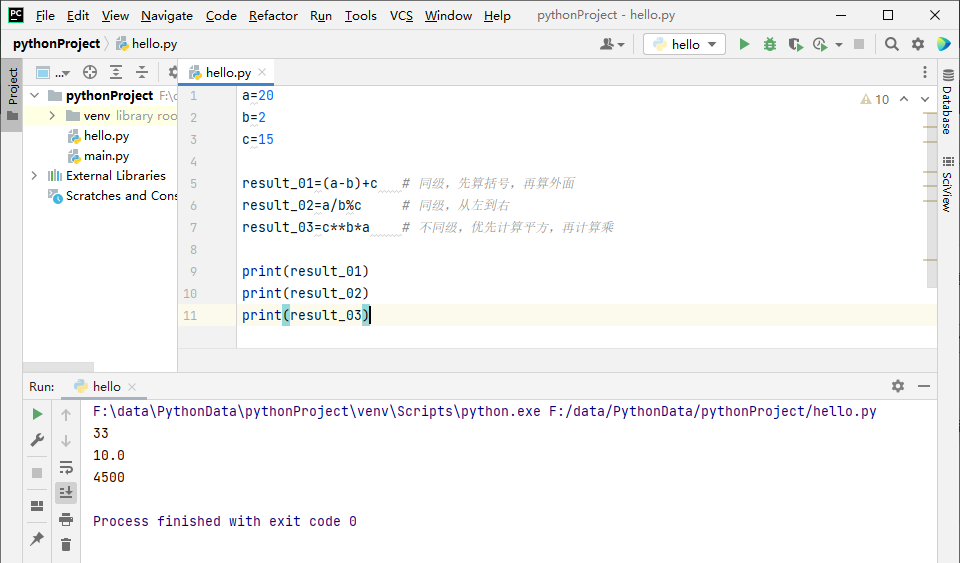 PC File Edit View Navigate Code Refactor Run Tools VCS Window Help pythonProject - hello.py
pythonProject hello.py hello
Project
... hello.py
pythonProject F:\d
venv library roo
hello.py
main.py
External Libraries
Scratches and Cons
10
1 a=20
2 b=2
3 c=15
4
5 result_01=(a-b)+c # 同级，先算括号，再算外面
6 result_02=a/b%c # 同级，从左到右
7 result_03=c**b*a # 不同级，优先计算平方，再计算乘
8
9 print(result_01)
10 print(result_02)
11 print(result_03)
Database
SciView
Run: hello
F:\data\PythonData\pythonProject\venv\Scripts\python.exe F:/data/PythonData/pythonProject/hello.py
33
10.0
4500
Process finished with exit code 0